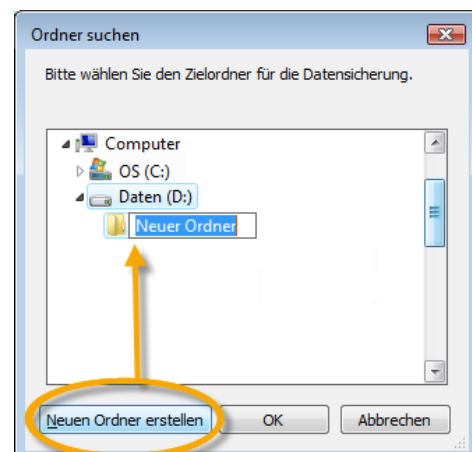 Ordner suchen
Bitte wählen Sie den Zielordner für die Datensicherung.
Computer
OS (C:)
Daten (D:)
Neuer Ordner
Neuen Ordner erstellen OK Abbrechen